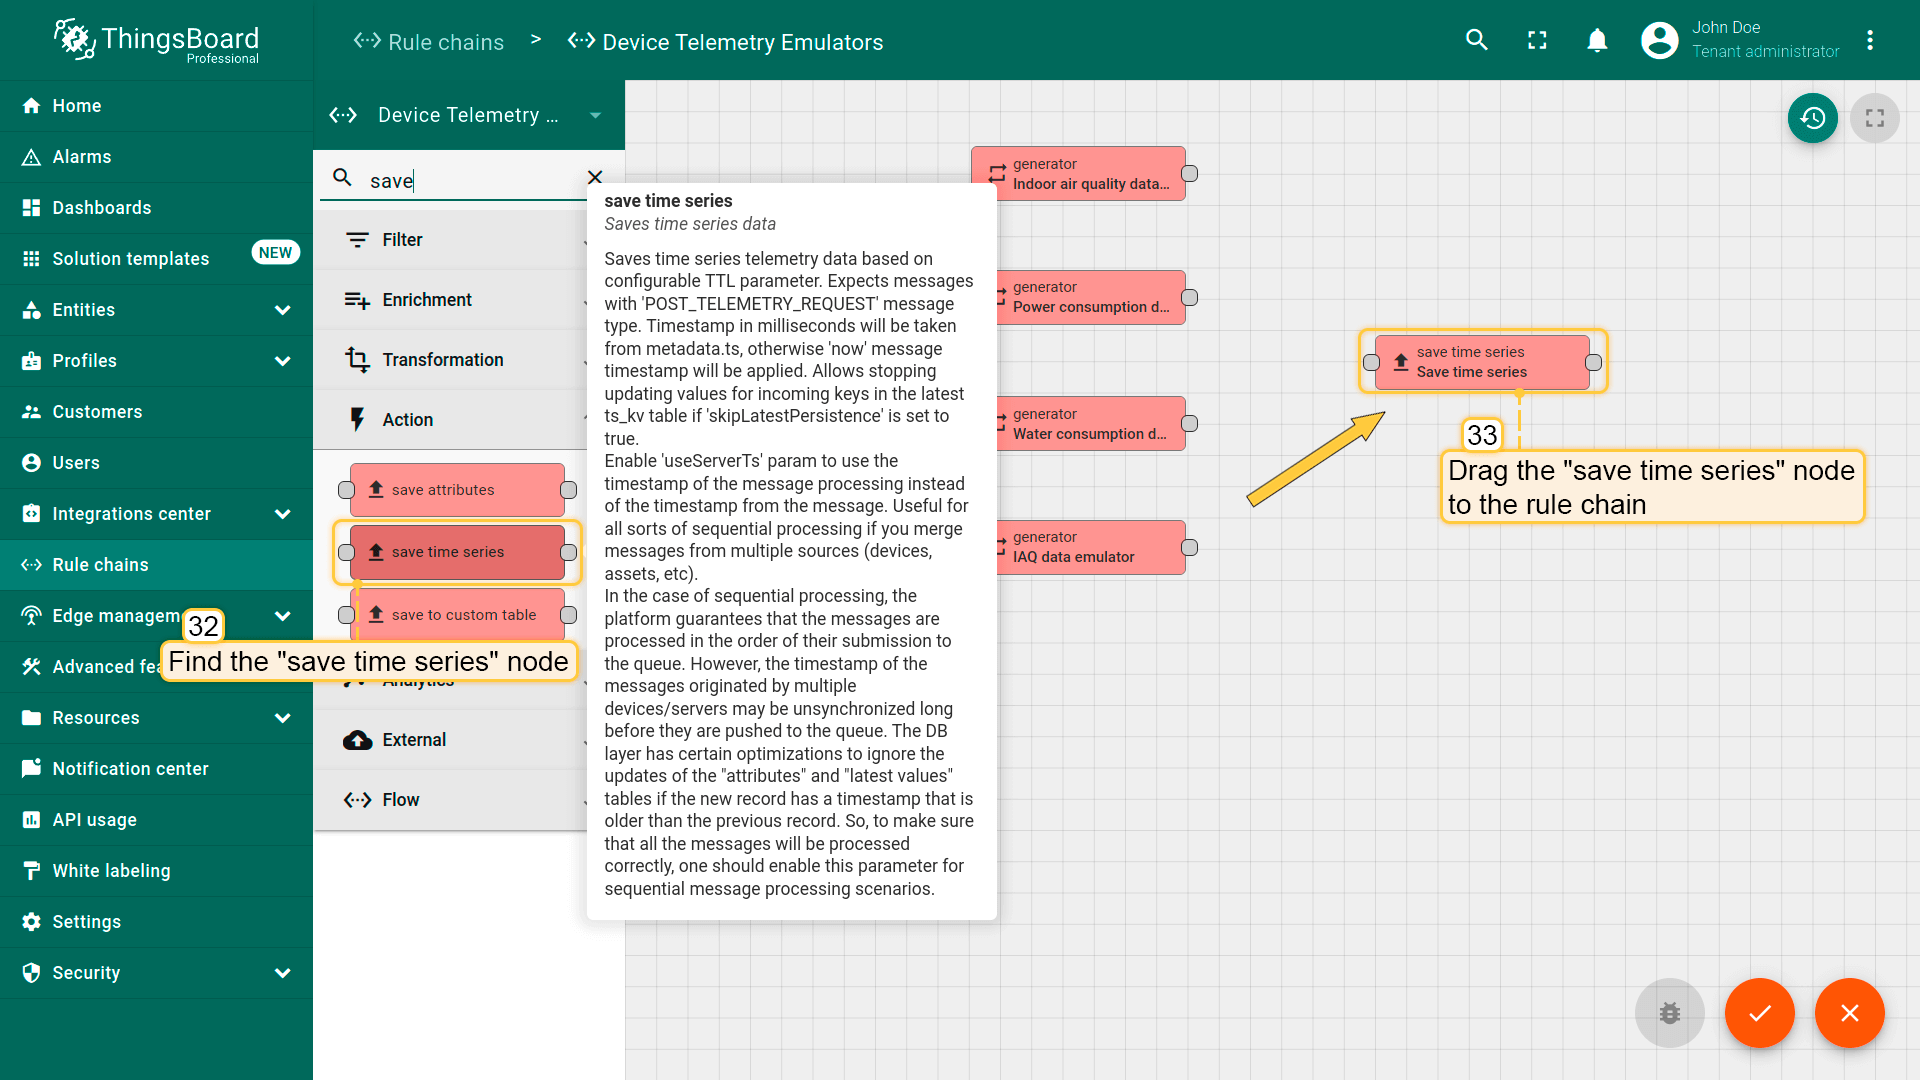 ThingsBoard
Professional
Rule chains > Device Telemetry Emulators
John Doe
Tenant administrator
Home
Alarms
Dashboards
Solution templates
NEW
Entities
Profiles
Customers
Users
Integrations center
Rule chains
Edge managem
Advanced fea
Resources
Notification center
API usage
White labeling
Settings
Security
Device Telemetry ...
save
Filter
Enrichment
Transformation
Action
save attributes
save time series
save to custom table
Analytics
External
Flow
32
Find the "save time series" node
save time series
Saves time series data
Saves time series telemetry data based on
configurable TTL parameter. Expects messages
with 'POST_TELEMETRY_REQUEST' message
type. Timestamp in milliseconds will be taken
from metadata.ts, otherwise 'now' message
timestamp will be applied. Allows stopping
updating values for incoming keys in the latest
ts_kv table if 'skipLatestPersistence' is set to
true.
Enable 'useServerTs' param to use the
timestamp of the message processing instead
of the timestamp from the message. Useful for
all sorts of sequential processing if you merge
messages from multiple sources (devices,
assets, etc).
In the case of sequential processing, the
platform guarantees that the messages are
processed in the order of their submission to
the queue. However, the timestamp of the
messages originated by multiple
devices/servers may be unsynchronized long
before they are pushed to the queue. The DB
layer has certain optimizations to ignore the
updates of the "attributes" and "latest values"
tables if the new record has a timestamp that is
older than the previous record. So, to make sure
that all the messages will be processed
correctly, one should enable this parameter for
sequential message processing scenarios.
generator
Indoor air quality data...
generator
Power consumption d...
generator
Water consumption d...
generator
IAQ data emulator
save time series
Save time series
33
Drag the "save time series" node
to the rule chain